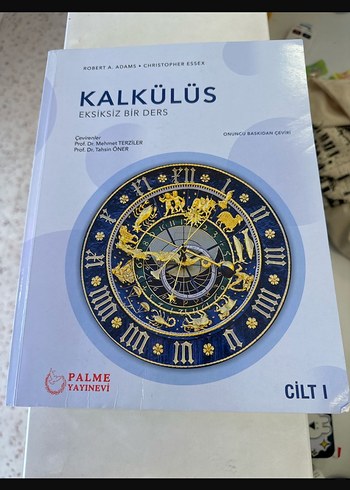 ROBERT A. ADAMS • CHRISTOPHER ESSEX
KALKÜLÜS
EKSİKSİZ BİR DERS
Çevirenler
Prof. Dr. Mehmet TERZİLER
Prof. Dr. Tahsin ÖNER
ONUNCU BASKIDAN ÇEVİRİ
PALME
YAYINEVİ
CİLT I